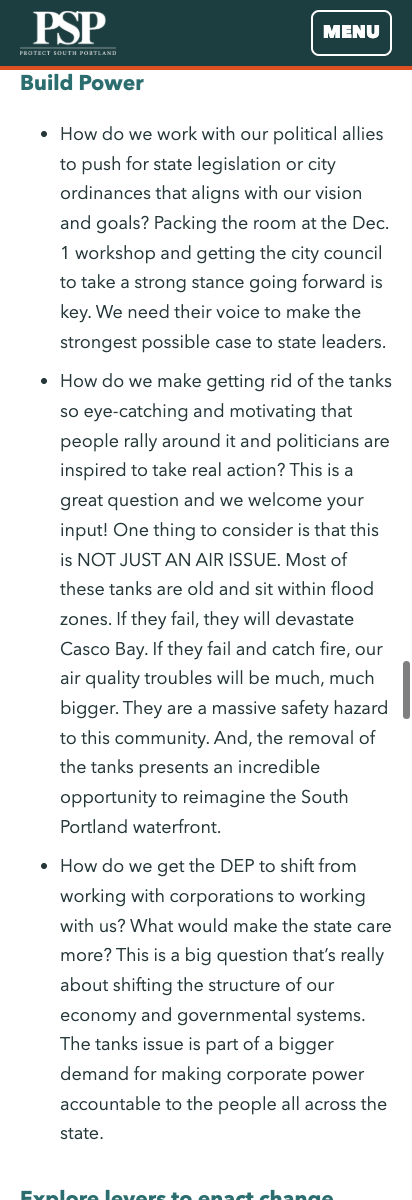 PSP
PROTECT SOUTH PORTLAND
MENU
Build Power
• How do we work with our political allies
to push for state legislation or city
ordinances that aligns with our vision
and goals? Packing the room at the Dec.
1 workshop and getting the city council
to take a strong stance going forward is
key. We need their voice to make the
strongest possible case to state leaders.
• How do we make getting rid of the tanks
so eye-catching and motivating that
people rally around it and politicians are
inspired to take real action? This is a
great question and we welcome your
input! One thing to consider is that this
is NOT JUST AN AIR ISSUE. Most of
these tanks are old and sit within flood
zones. If they fail, they will devastate
Casco Bay. If they fail and catch fire, our
air quality troubles will be much, much
bigger. They are a massive safety hazard
to this community. And, the removal of
the tanks presents an incredible
opportunity to reimagine the South
Portland waterfront.
• How do we get the DEP to shift from
working with corporations to working
with us? What would make the state care
more? This is a big question that’s really
about shifting the structure of our
economy and governmental systems.
The tanks issue is part of a bigger
demand for making corporate power
accountable to the people all across the
state.
Explore levers to enact change